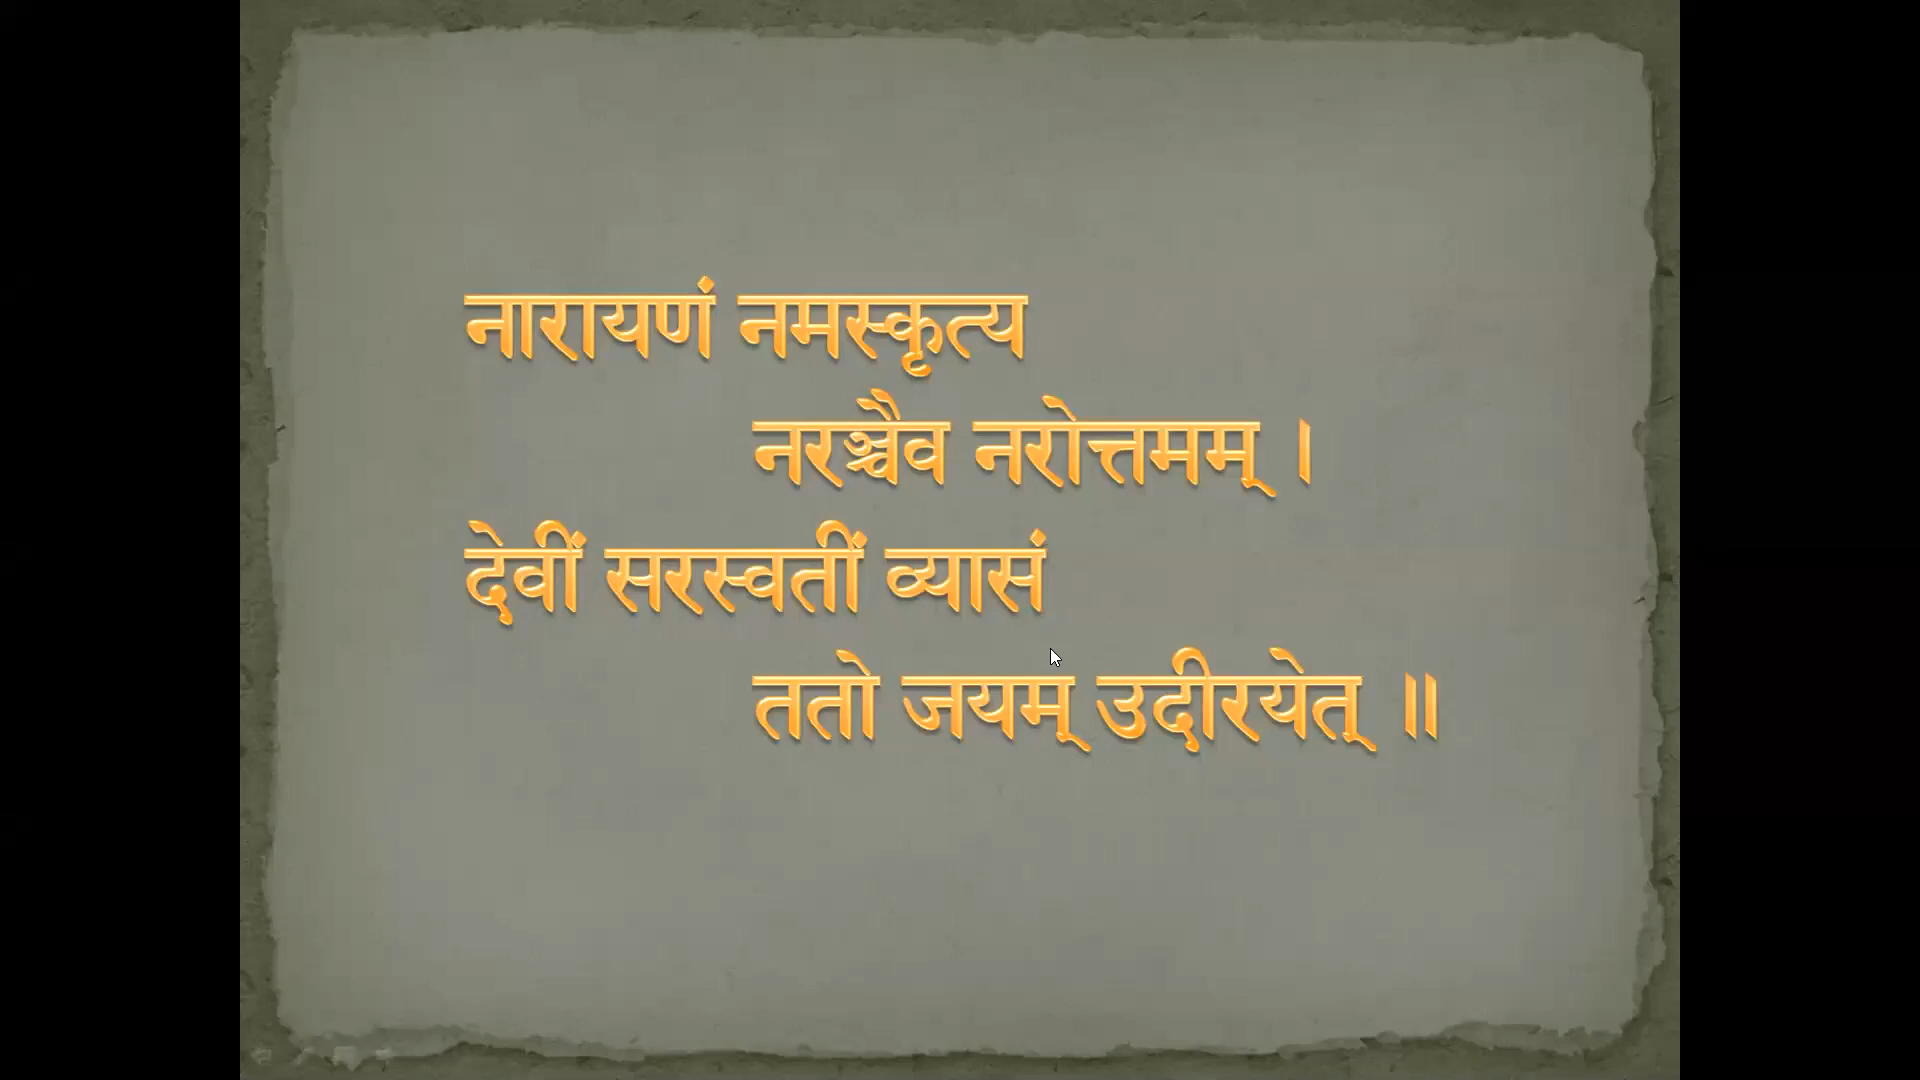 नारायणं नमस्कृत्य
नरञ्चैव नरोत्तमम् ।
देवीं सरस्वतीं व्यासं
ततो जयम् उदीरयेत् ॥